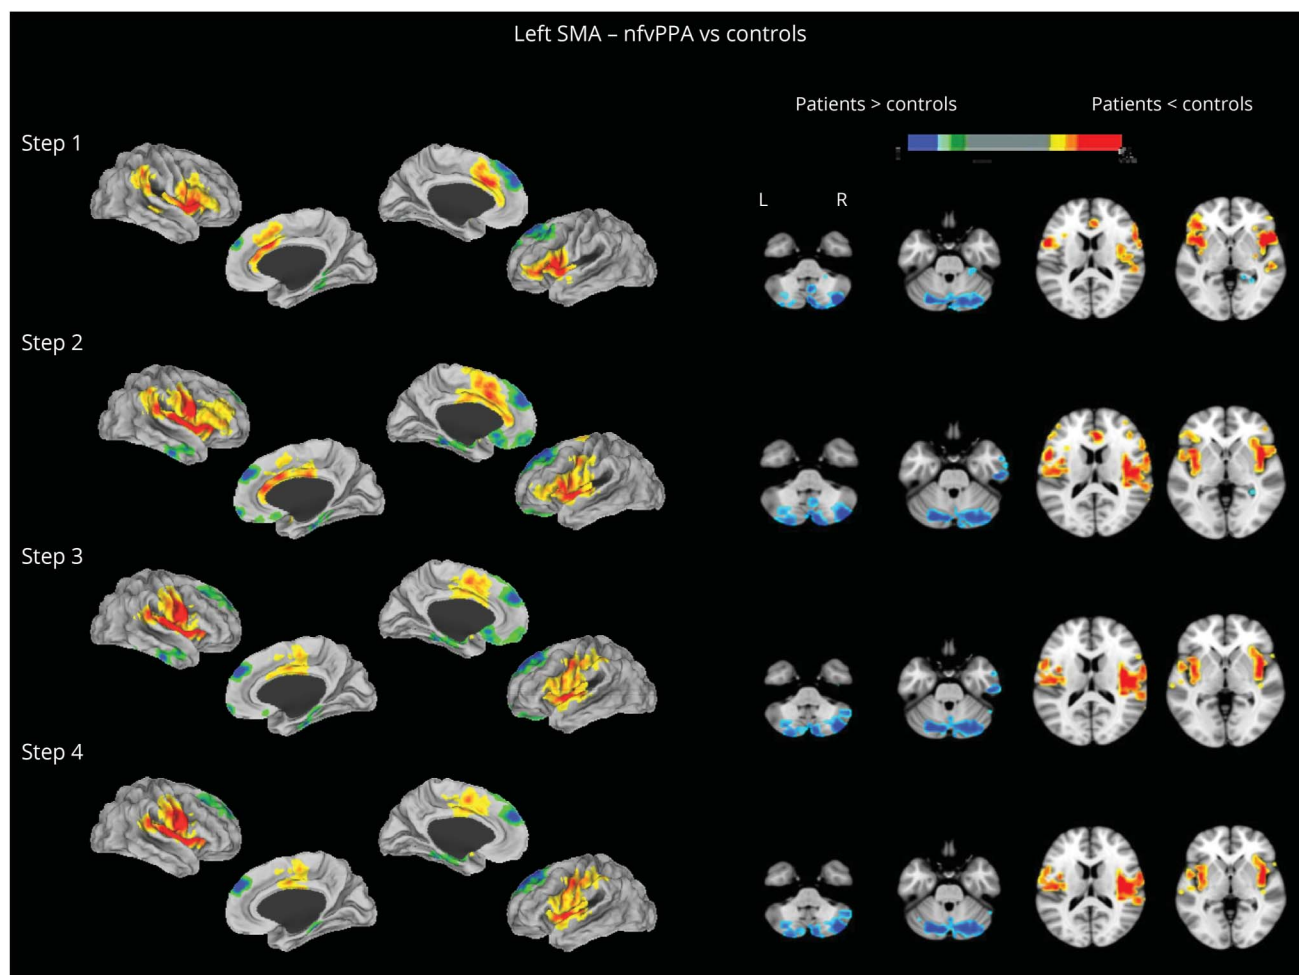 Left SMA – nfvPPA vs controls
Patients > controls
Patients < controls
Step 1
L
R
Step 2
Step 3
Step 4